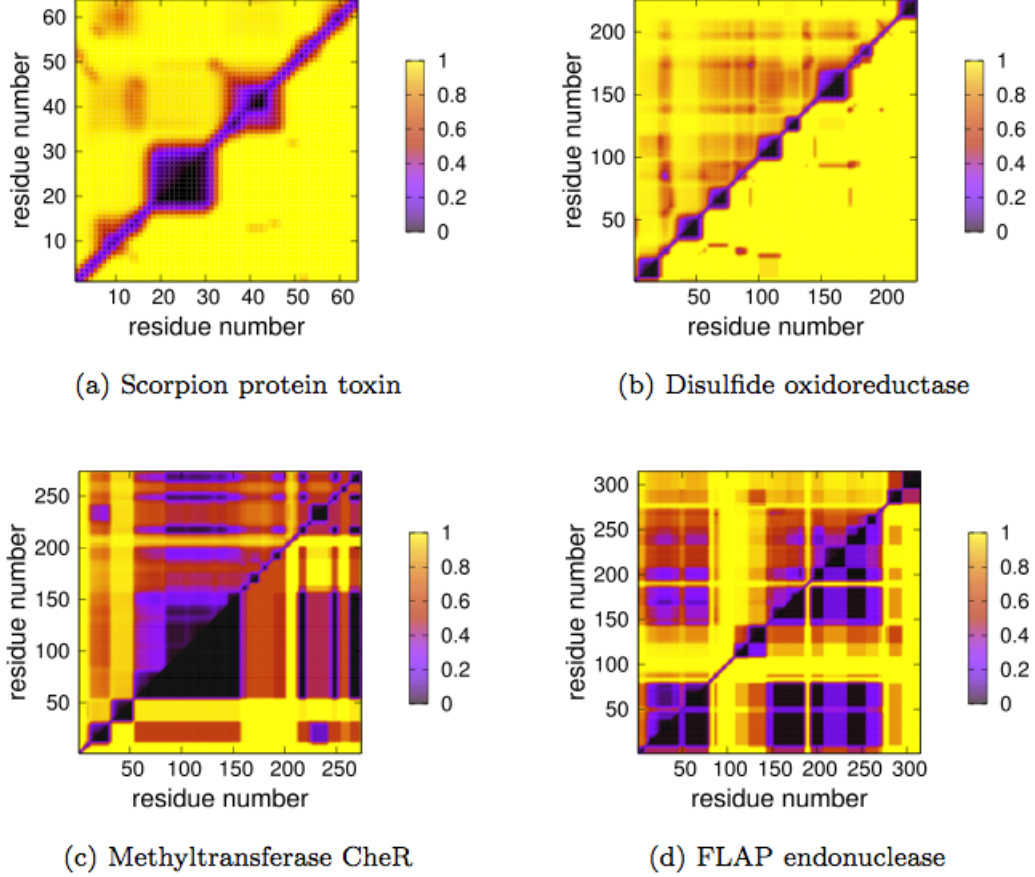 60
50
40
30
20
10
10 20 30 40 50 60
residue number
residue number
1
0.8
0.6
0.4
0.2
0
(a) Scorpion protein toxin
200
150
100
50
50 100 150 200
residue number
residue number
1
0.8
0.6
0.4
0.2
0
(b) Disulfide oxidoreductase
250
200
150
100
50
50 100 150 200 250
residue number
residue number
1
0.8
0.6
0.4
0.2
0
(c) Methyltransferase CheR
300
250
200
150
100
50
50 100 150 200 250 300
residue number
residue number
1
0.8
0.6
0.4
0.2
0
(d) FLAP endonuclease